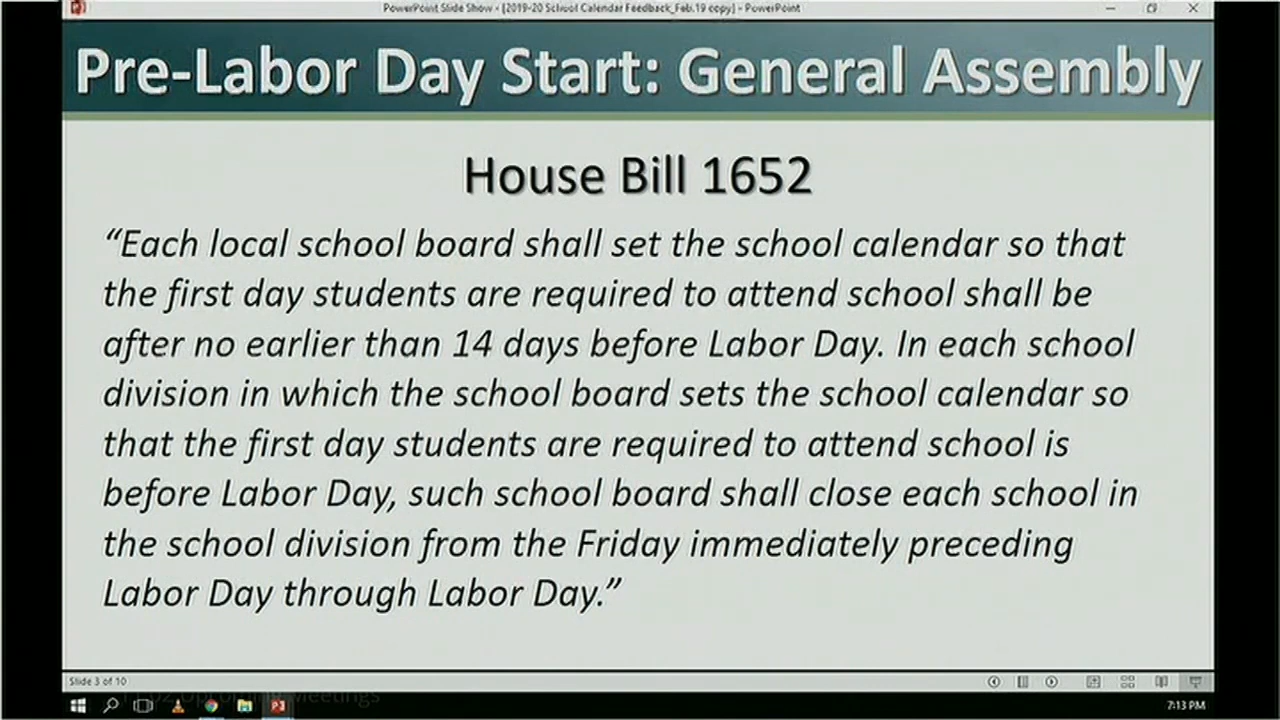 PowerPoint Slide Show - [2019-20 School Calendar Feedback_Feb.19 copy] - PowerPoint
Pre-Labor Day Start: General Assembly
House Bill 1652
“Each local school board shall set the school calendar so that
the first day students are required to attend school shall be
after no earlier than 14 days before Labor Day. In each school
division in which the school board sets the school calendar so
that the first day students are required to attend school is
before Labor Day, such school board shall close each school in
the school division from the Friday immediately preceding
Labor Day through Labor Day.”
Slide 3 of 10
Upcoming Meetings
7:13 PM